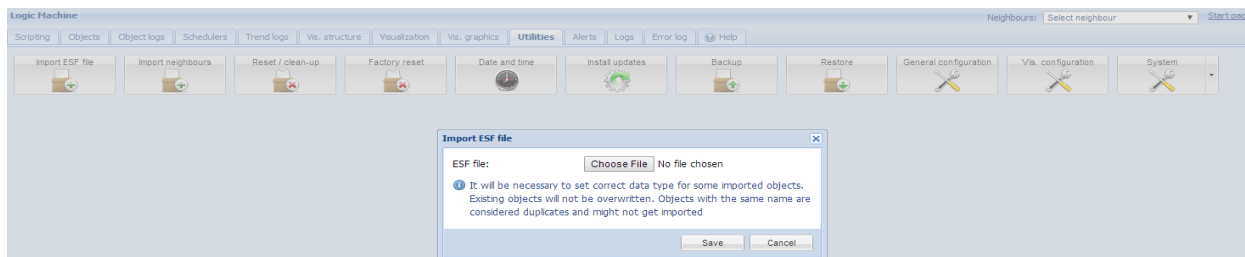 Logic Machine
Neighbours: Select neighbour
Scripting Objects Object logs Schedulers Trend logs Vis. structure Visualization Vis. graphics Utilities Alerts Logs Error log Help
Import ESF file Import neighbours Reset / clean-up Factory reset Date and time Install updates Backup Restore General configuration Vis. configuration System
Import ESF file
ESF file: Choose File No file chosen
It will be necessary to set correct data type for some imported objects.
Existing objects will not be overwritten. Objects with the same name are
considered duplicates and might not get imported
Save Cancel